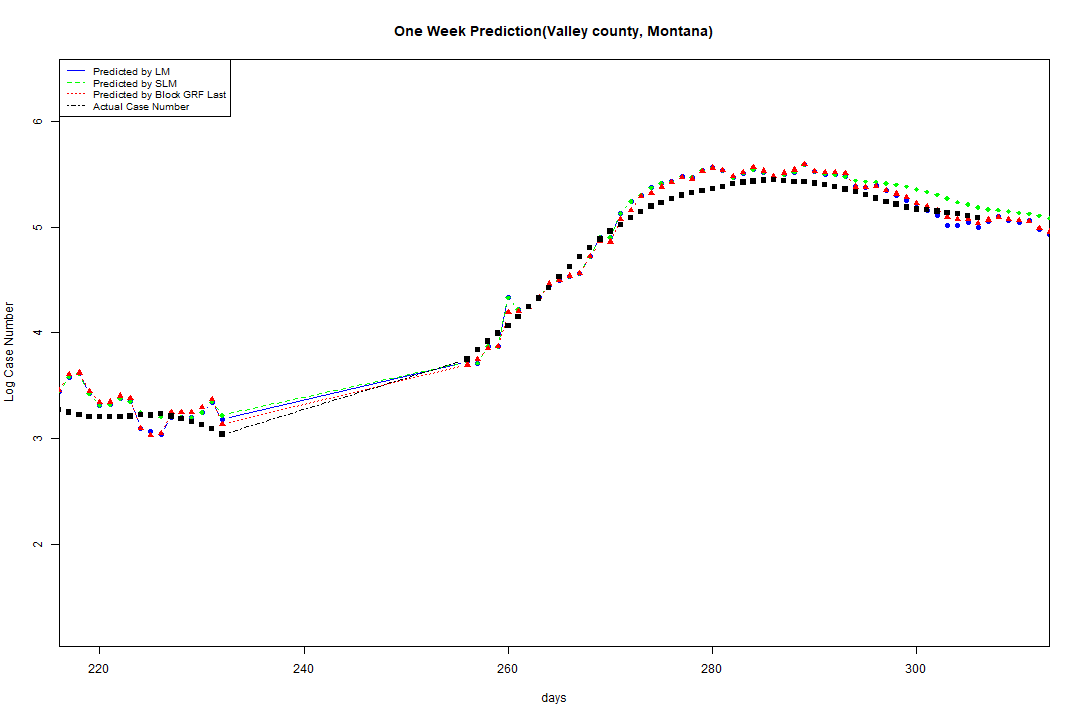 One Week Prediction(Valley county, Montana)
Predicted by LM
Predicted by SLM
Predicted by Block GRF Last
Actual Case Number
6
5
4
3
2
Log Case Number
220 240 260 280 300
days